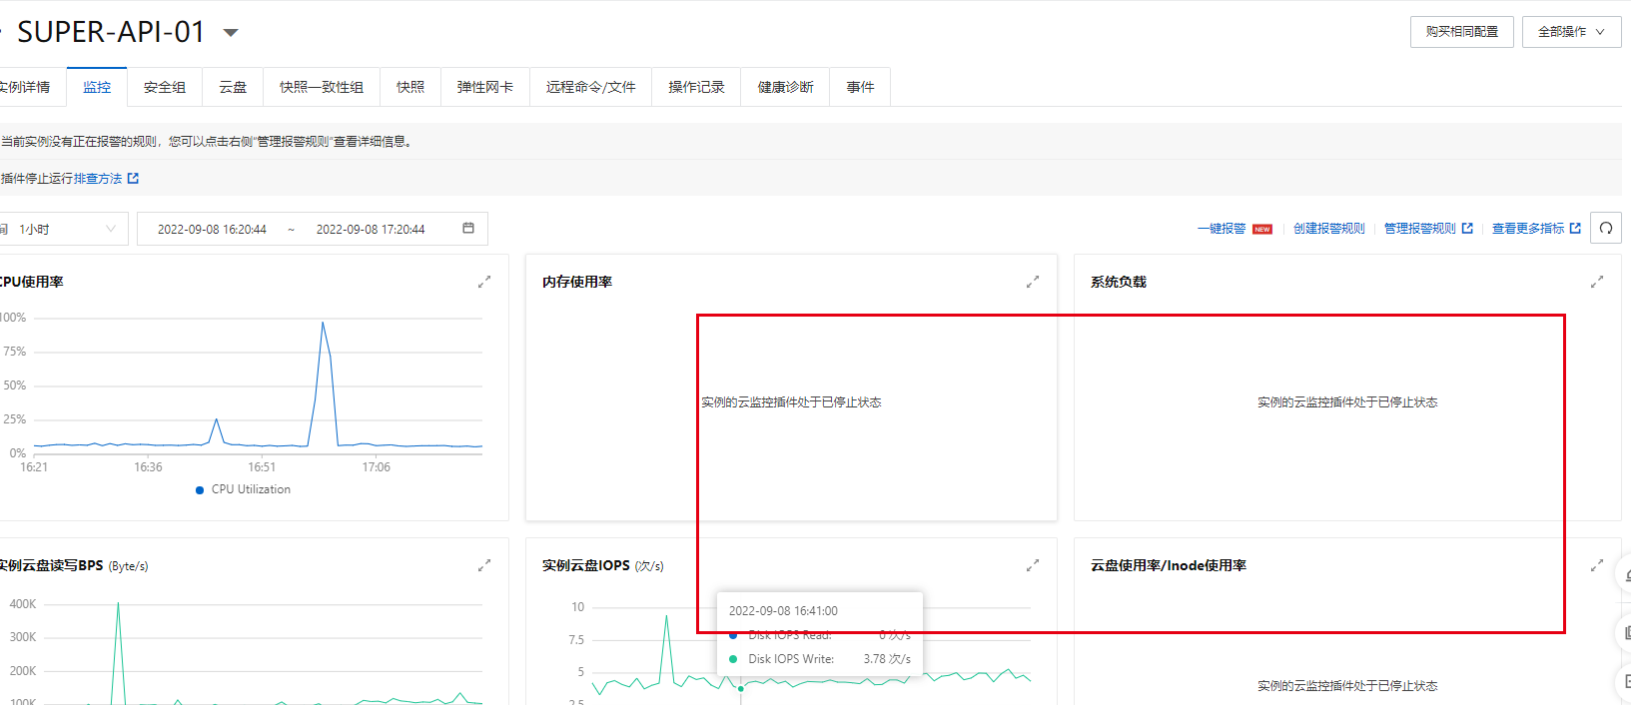 SUPER-API-01
购买相同配置
全部操作
实例详情 监控 安全组 云盘 快照一致性组 快照 弹性网卡 远程命令/文件 操作记录 健康诊断 事件
当前实例没有正在报警的规则，您可以点击右侧"管理报警规则"查看详细信息。
插件停止运行排查方法
间 1小时 2022-09-08 16:20:44 ~ 2022-09-08 17:20:44
一键报警 NEW 创建报警规则 管理报警规则 查看更多指标
CPU使用率
100%
75%
50%
25%
0%
16:21 16:36 16:51 17:06
CPU Utilization
内存使用率
实例的云监控插件处于已停止状态
系统负载
实例的云监控插件处于已停止状态
实例云盘读写BPS (Byte/s)
400K
300K
200K
100K
实例云盘IOPS (次/s)
10
7.5
5
2.5
2022-09-08 16:41:00
Disk IOPS Read: 0 次/s
Disk IOPS Write: 3.78 次/s
云盘使用率/Inode使用率
实例的云监控插件处于已停止状态